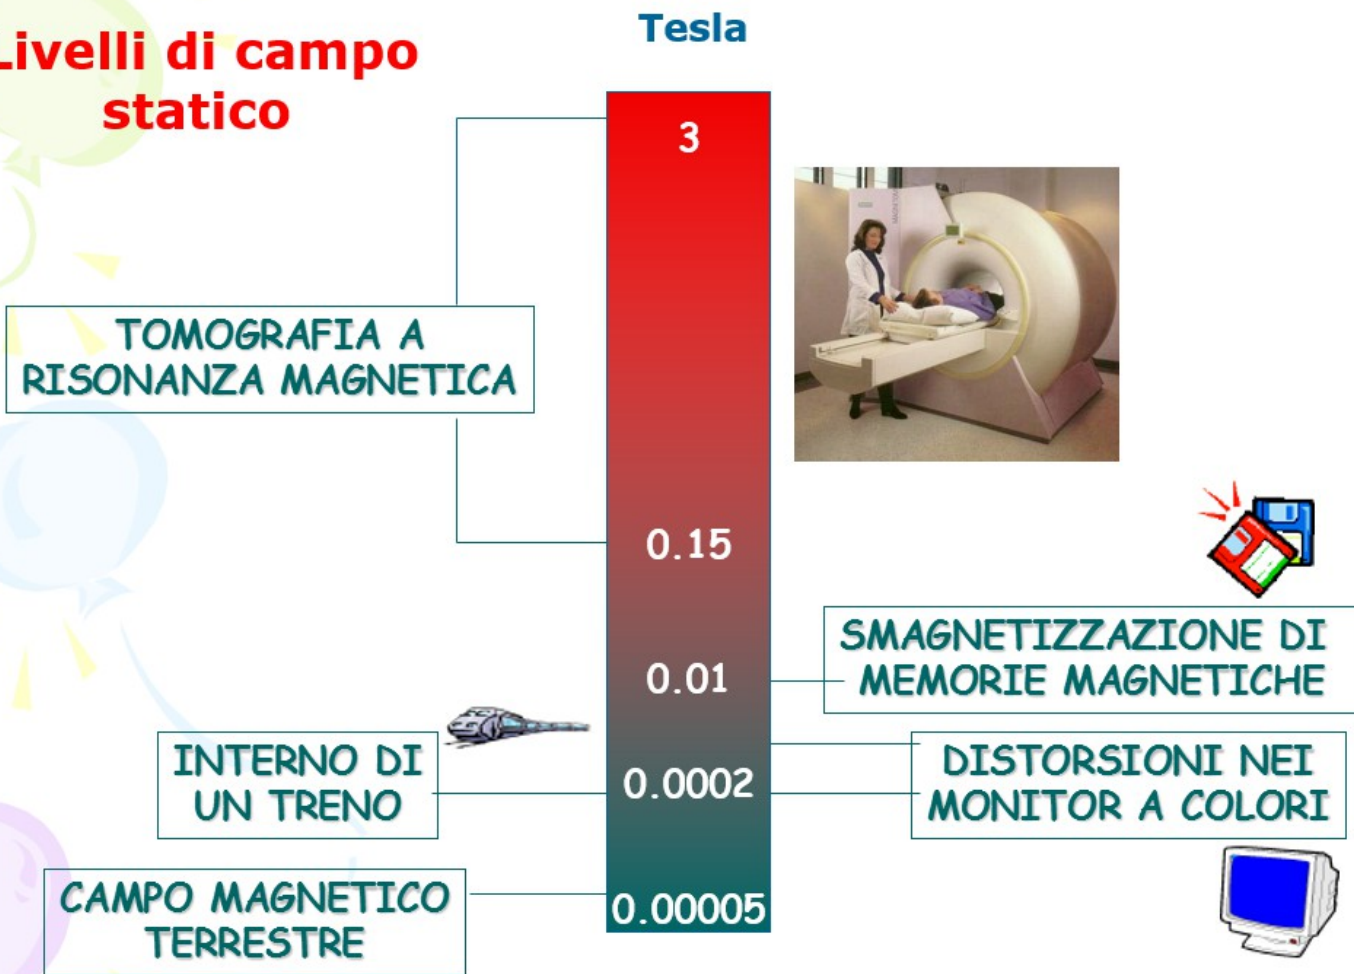 Livelli di campo
statico
Tesla
3
TOMOGRAFIA A
RISONANZA MAGNETICA
0.15
SMAGNETIZZAZIONE DI
MEMORIE MAGNETICHE
0.01
INTERNO DI
UN TRENO
0.0002
DISTORSIONI NEI
MONITOR A COLORI
CAMPO MAGNETICO
TERRESTRE
0.00005